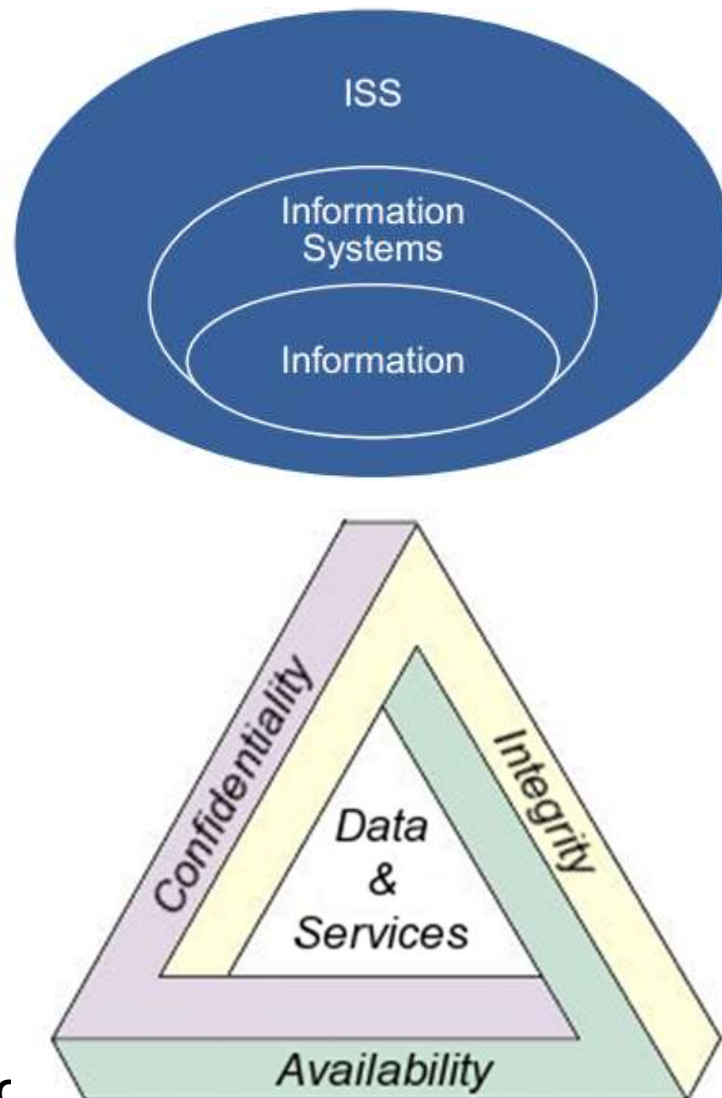 ISS
Information
Systems
Information
Confidentiality
Integrity
Data
&
Services
Availability